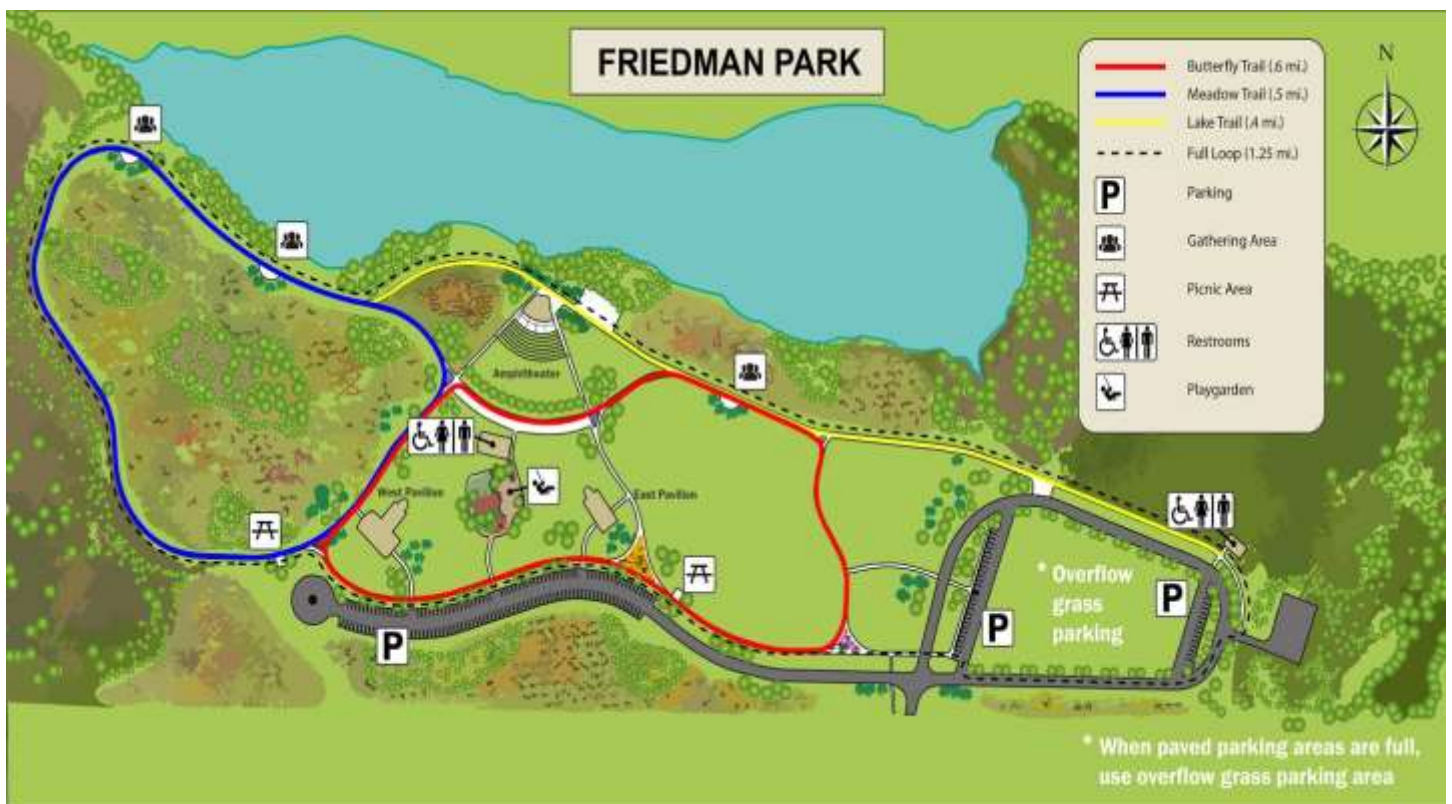 FRIEDMAN PARK
N
Butterfly Trail (.6 mi.)
Meadow Trail (.5 mi.)
Lake Trail (.4 mi.)
Full Loop (1.25 mi.)
P Parking
Gathering Area
Picnic Area
Restrooms
Playgarden
Ampitheater
West Pavilion
East Pavilion
* Overflow
grass
parking
P
P
P
* When paved parking areas are full,
use overflow grass parking area